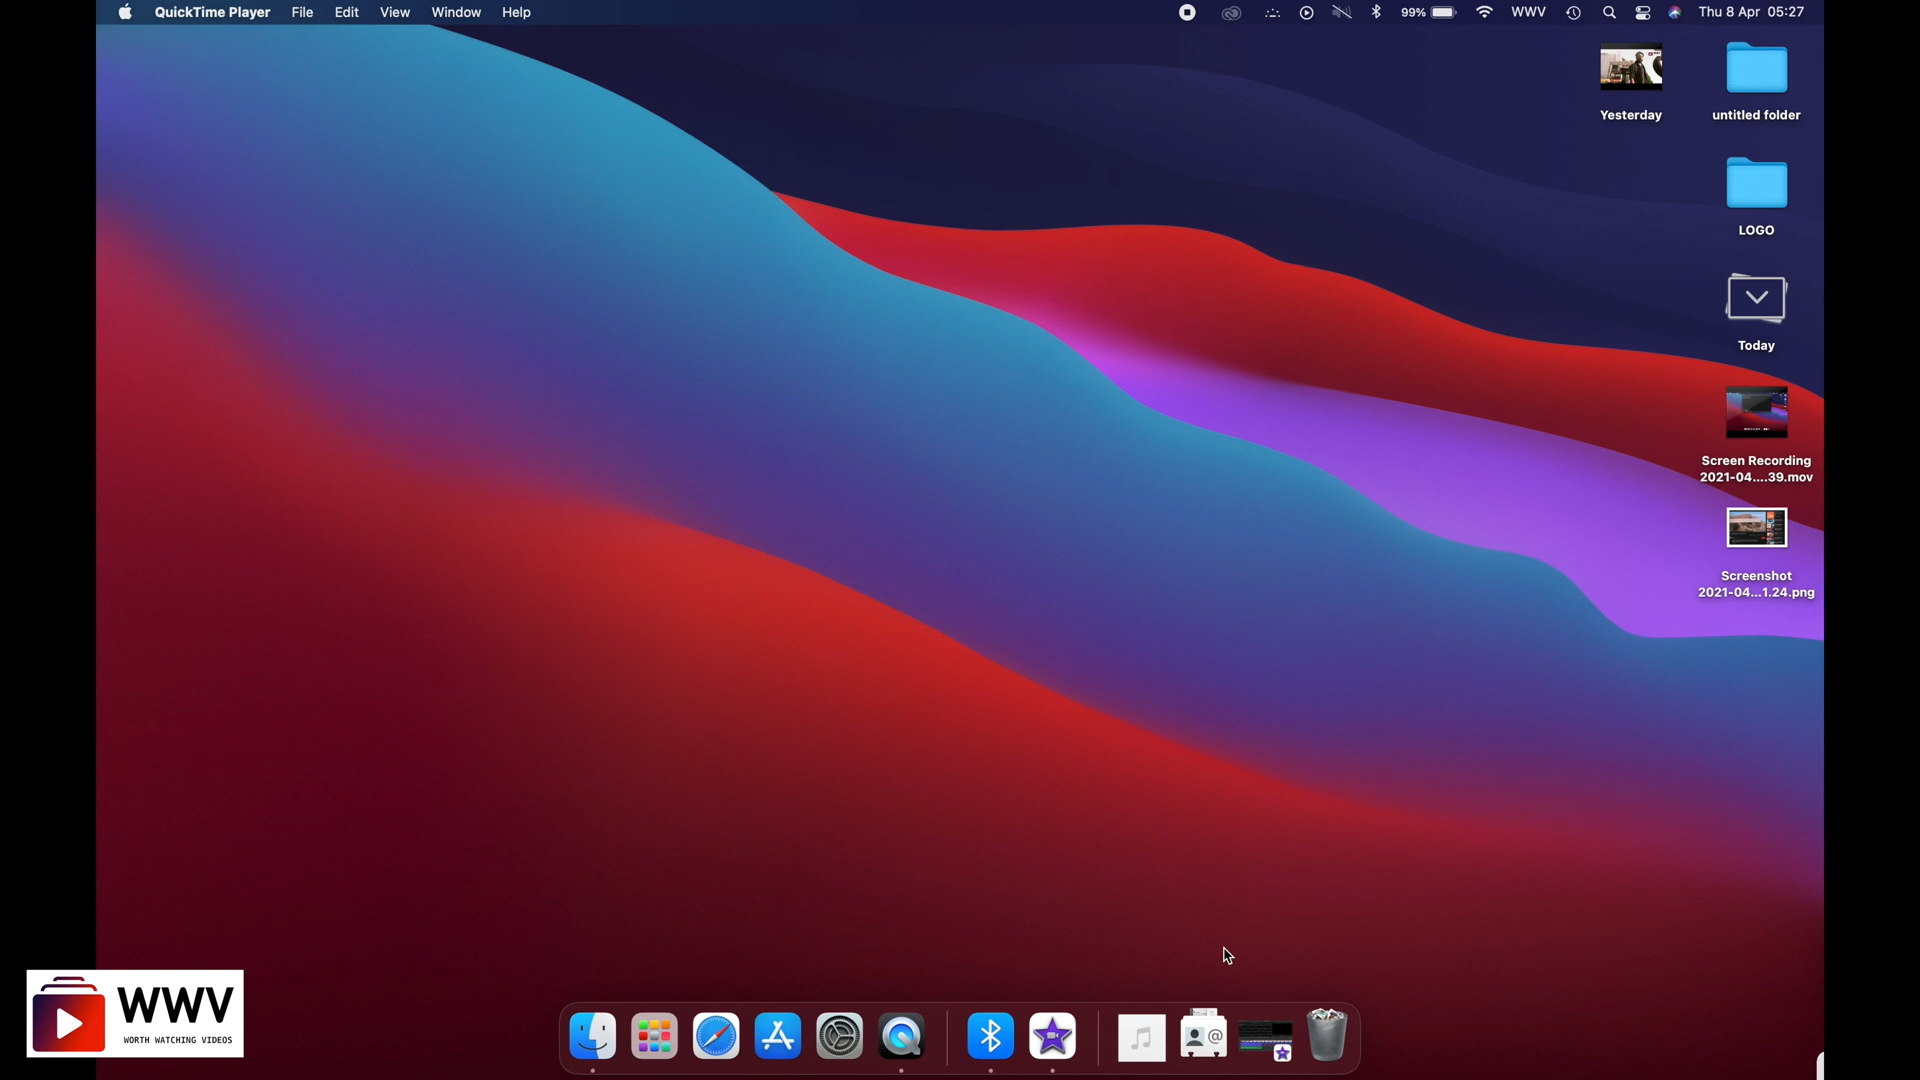 QuickTime Player File Edit View Window Help 99% WWV Thu 8 Apr 05:27
Yesterday
untitled folder
LOGO
Today
Screen Recording
2021-04....39.mov
Screenshot
2021-04...1.24.png
WWV
WORTH WATCHING VIDEOS